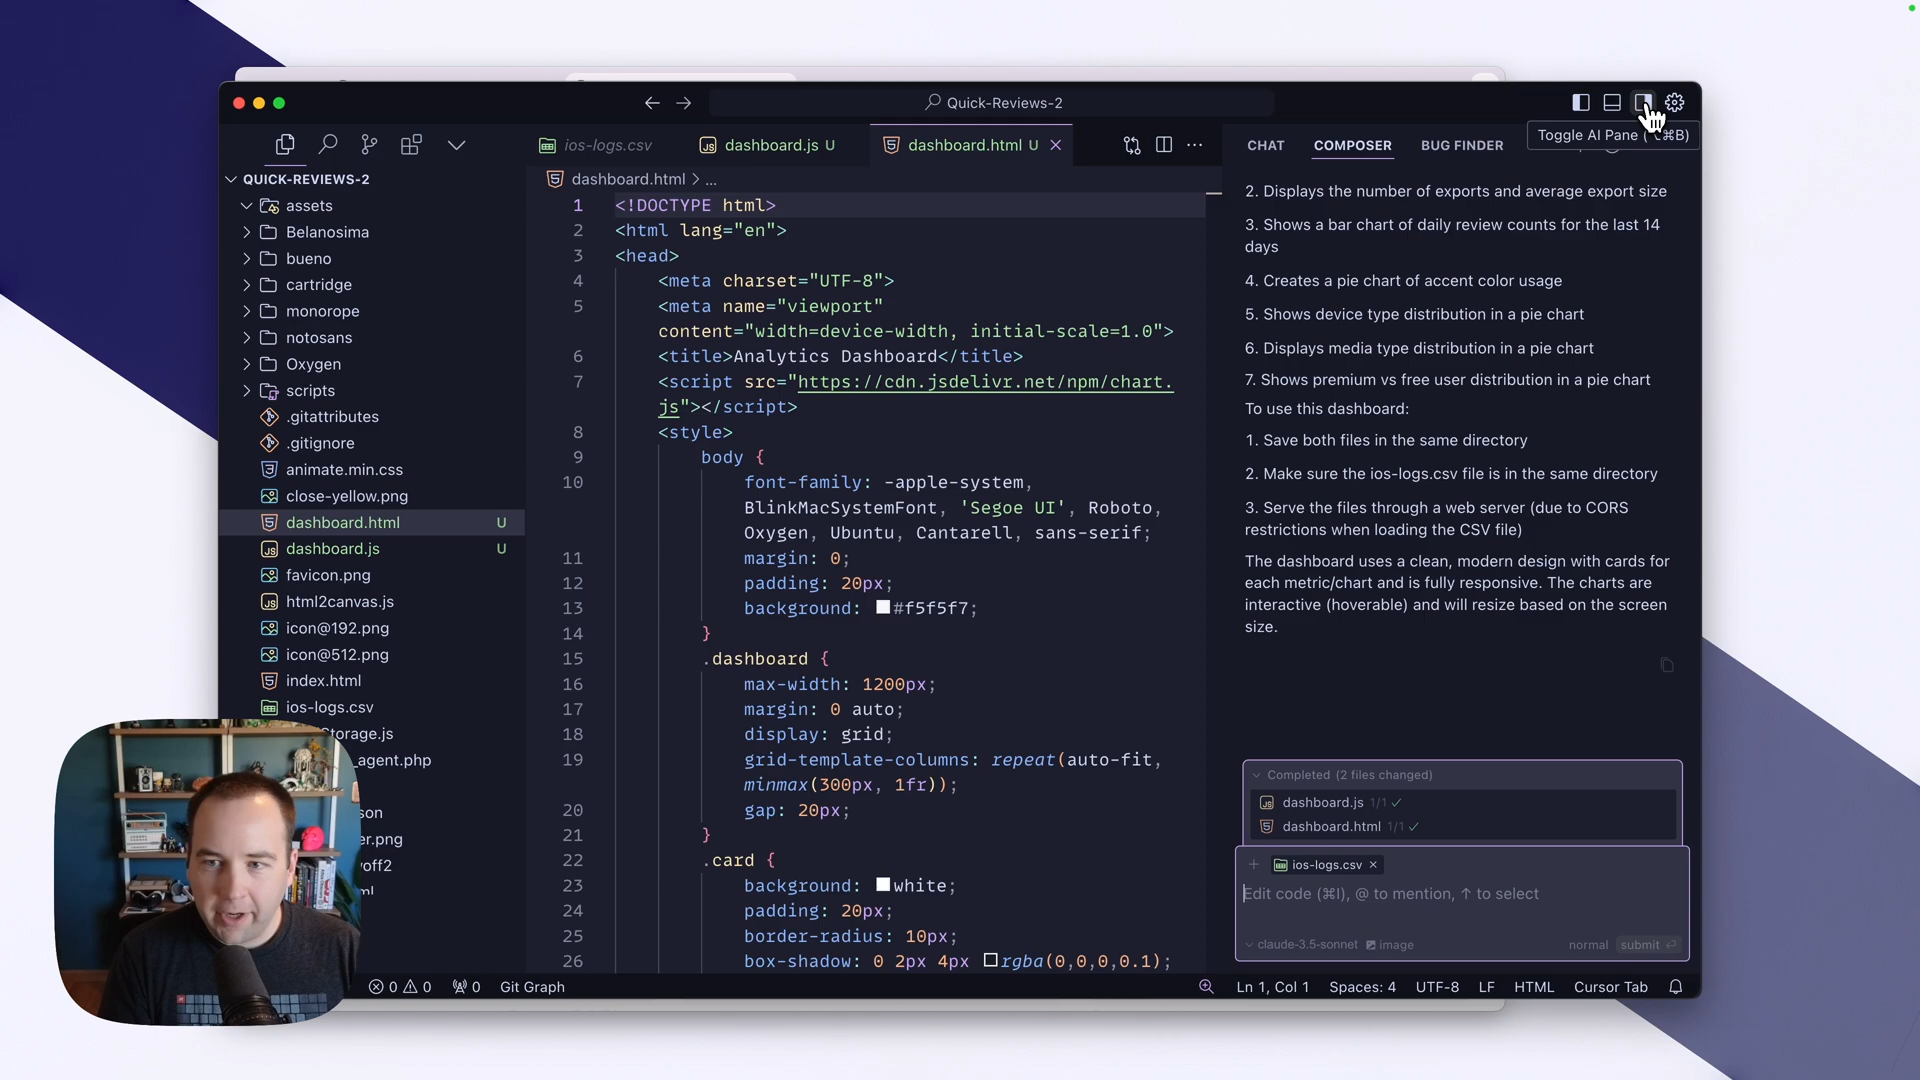 Quick-Reviews-2
Toggle AI Pane (⌥⌘B)
ios-logs.csv
dashboard.js U
dashboard.html U
CHAT
COMPOSER
BUG FINDER
QUICK-REVIEWS-2
assets
Belanosima
bueno
cartridge
monorope
notosans
Oxygen
scripts
.gitattributes
.gitignore
animate.min.css
close-yellow.png
dashboard.html U
dashboard.js U
favicon.png
html2canvas.js
icon@192.png
icon@512.png
index.html
ios-logs.csv
torage.js
_agent.php
son
er.png
off2
ml
dashboard.html > ...
1 <!DOCTYPE html>
2 <html lang="en">
3 <head>
4 <meta charset="UTF-8">
5 <meta name="viewport"
content="width=device-width, initial-scale=1.0">
6 <title>Analytics Dashboard</title>
7 <script src="https://cdn.jsdelivr.net/npm/chart.
js"></script>
8 <style>
9 body {
10 font-family: -apple-system,
BlinkMacSystemFont, 'Segoe UI', Roboto,
Oxygen, Ubuntu, Cantarell, sans-serif;
11 margin: 0;
12 padding: 20px;
13 background: #f5f5f7;
14 }
15 .dashboard {
16 max-width: 1200px;
17 margin: 0 auto;
18 display: grid;
19 grid-template-columns: repeat(auto-fit,
minmax(300px, 1fr));
20 gap: 20px;
21 }
22 .card {
23 background: white;
24 padding: 20px;
25 border-radius: 10px;
26 box-shadow: 0 2px 4px rgba(0,0,0,0.1);
2. Displays the number of exports and average export size
3. Shows a bar chart of daily review counts for the last 14
days
4. Creates a pie chart of accent color usage
5. Shows device type distribution in a pie chart
6. Displays media type distribution in a pie chart
7. Shows premium vs free user distribution in a pie chart
To use this dashboard:
1. Save both files in the same directory
2. Make sure the ios-logs.csv file is in the same directory
3. Serve the files through a web server (due to CORS
restrictions when loading the CSV file)
The dashboard uses a clean, modern design with cards for
each metric/chart and is fully responsive. The charts are
interactive (hoverable) and will resize based on the screen
size.
Completed (2 files changed)
dashboard.js 1/1 ✓
dashboard.html 1/1 ✓
+ ios-logs.csv ×
Edit code (⌘I), @ to mention, ↑ to select
claude-3.5-sonnet image normal submit
0 0 0 Git Graph
Ln 1, Col 1 Spaces: 4 UTF-8 LF HTML Cursor Tab